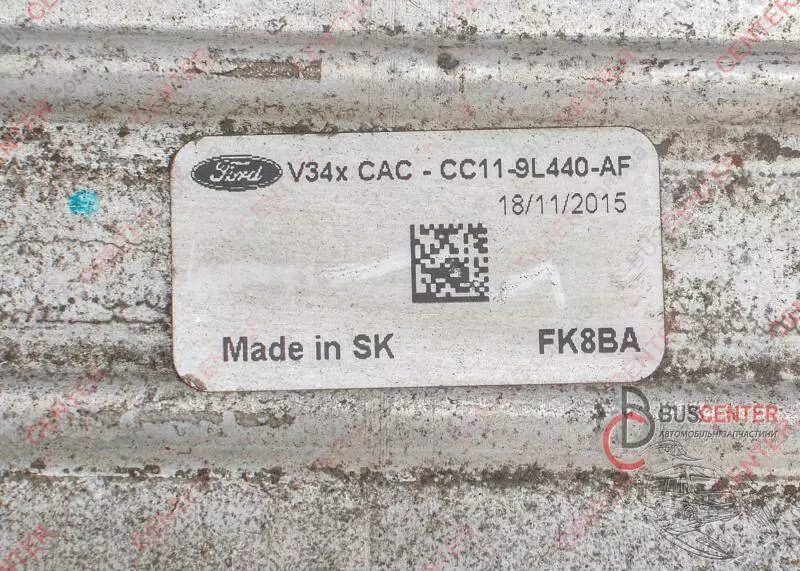 Ford V34x CAC - CC11-9L440-AF
18/11/2015
Made in SK
FK8BA
BUSCENTER
АВТОМОБІЛЬНІ ЗАПЧАСТИНИ